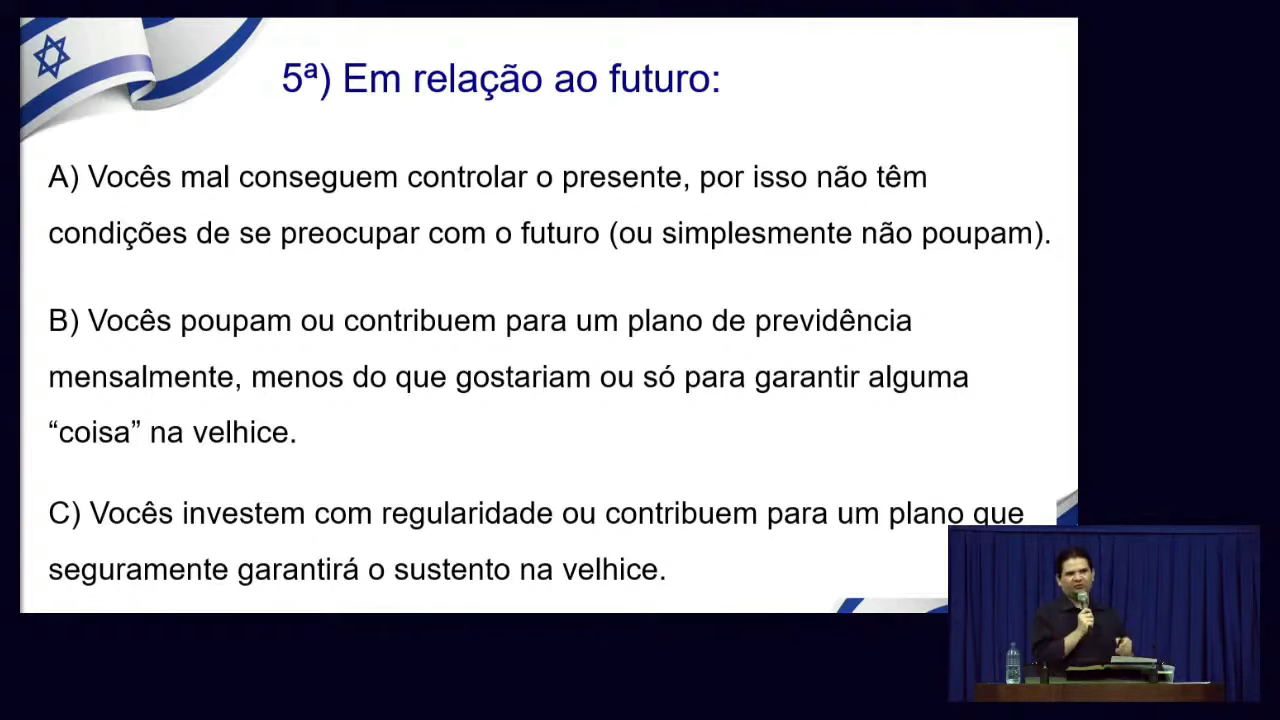 5ª) Em relação ao futuro:
A) Vocês mal conseguem controlar o presente, por isso não têm
condições de se preocupar com o futuro (ou simplesmente não poupam).
B) Vocês poupam ou contribuem para um plano de previdência
mensalmente, menos do que gostariam ou só para garantir alguma
“coisa” na velhice.
C) Vocês investem com regularidade ou contribuem para um plano que
seguramente garantirá o sustento na velhice.